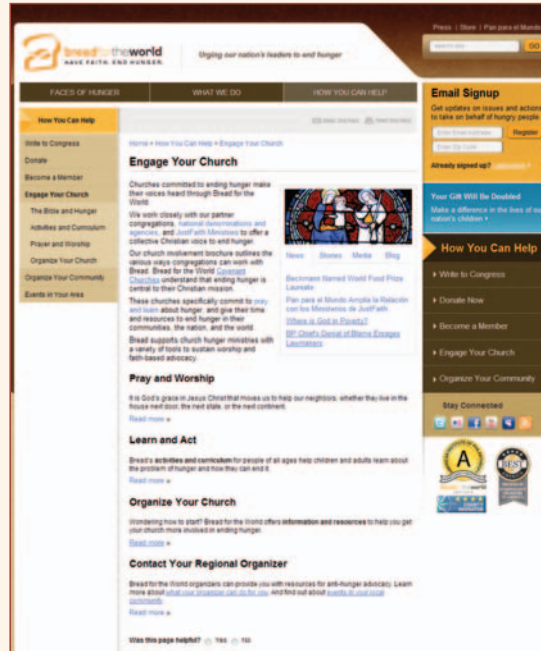 Press | Store | Pan para el Mundo
bread for the world
HAVE FAITH. END HUNGER.
Urging our nation's leaders to end hunger
GO
FACES OF HUNGER
WHAT WE DO
HOW YOU CAN HELP
How You Can Help
Write to Congress
Donate
Become a Member
Engage Your Church
The Bible and Hunger
Activities and Curriculum
Prayer and Worship
Organize Your Church
Organize Your Community
Events in Your Area
Home » How You Can Help » Engage Your Church
Engage Your Church
Churches committed to ending hunger make
their voices heard through Bread for the
World.
We work closely with our partner
congregations, national denominations and
agencies, and JustFaith Ministries to offer a
collective Christian voice to end hunger.
Our church involvement brochure outlines the
various ways congregations can work with
Bread. Bread for the World Covenant
Churches understand that ending hunger is
central to their Christian mission.
These churches specifically commit to pray
and learn about hunger, and give their time
and resources to end hunger in their
communities, the nation, and the world.
Bread supports church hunger ministries with
a variety of tools to sustain worship and
faith-based advocacy.
News Stories Media Blog
Beckmann Named World Food Prize
Laureate
Pan para el Mundo Amplia la Relación
con los Ministerios de JustFaith
Where is God in Poverty?
BP Chief's Denial of Blame Enrages
Lawmakers
Pray and Worship
It is God's grace in Jesus Christ that moves us to help our neighbors, whether they live in the
house next door, the next state, or the next continent.
Read more »
Learn and Act
Bread's activities and curriculum for people of all ages help children and adults learn about
the problem of hunger and how they can end it.
Read more »
Organize Your Church
Wondering how to start? Bread for the World offers information and resources to help you get
your church more involved in ending hunger.
Read more »
Contact Your Regional Organizer
Bread for the World organizers can provide you with resources for anti-hunger advocacy. Learn
more about what your organizer can do for you. And find out about events in your local
community.
Read more »
Was this page helpful? Yes No
Email Signup
Get updates on issues and actions
to take on behalf of hungry people
Enter Email Address
Register
Enter Zip Code
Already signed up?
Your Gift Will Be Doubled
Make a difference in the lives of our
nation's children
How You Can Help
Write to Congress
Donate Now
Become a Member
Engage Your Church
Organize Your Community
Stay Connected
A
BEST